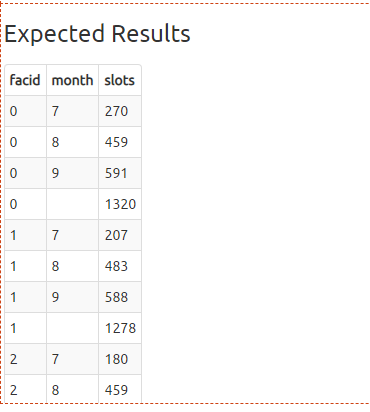 Expected Results
facid month slots
0 7 270
0 8 459
0 9 591
0 1320
1 7 207
1 8 483
1 9 588
1 1278
2 7 180
2 8 459